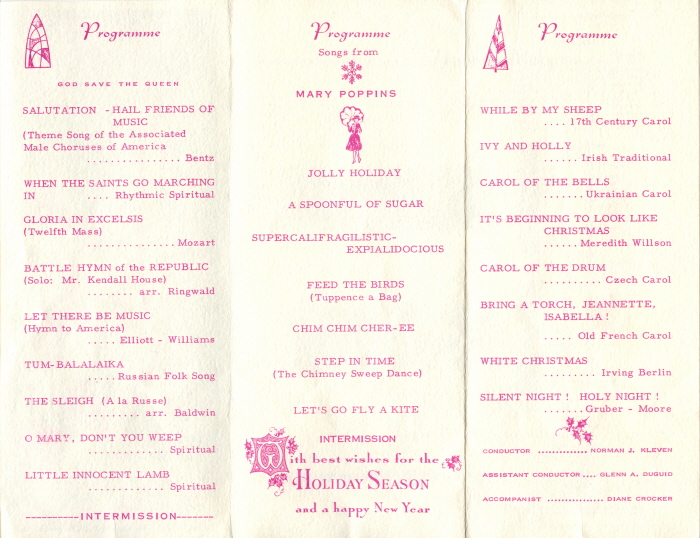 Programme
GOD SAVE THE QUEEN
SALUTATION - HAIL FRIENDS OF
MUSIC
(Theme Song of the Associated
Male Choruses of America
............... Bentz
WHEN THE SAINTS GO MARCHING
IN .... Rhythmic Spiritual
GLORIA IN EXCELSIS
(Twelfth Mass)
..............Mozart
BATTLE HYMN of the REPUBLIC
(Solo: Mr. Kendall House)
........ arr. Ringwald
LET THERE BE MUSIC
(Hymn to America)
.....Elliott - Williams
TUM-BALALAIKA
.....Russian Folk Song
THE SLEIGH (A la Russe)
......... arr. Baldwin
O MARY, DON'T YOU WEEP
............. Spiritual
LITTLE INNOCENT LAMB
............. Spiritual
----------INTERMISSION-------
Programme
Songs from
MARY POPPINS
JOLLY HOLIDAY
A SPOONFUL OF SUGAR
SUPERCALIFRAGILISTIC-
EXPIALIDOCIOUS
FEED THE BIRDS
(Tuppence a Bag)
CHIM CHIM CHER-EE
STEP IN TIME
(The Chimney Sweep Dance)
LET'S GO FLY A KITE
INTERMISSION
With best wishes for the
HOLIDAY SEASON
and a happy New Year
Programme
WHILE BY MY SHEEP
.... 17th Century Carol
IVY AND HOLLY
...... Irish Traditional
CAROL OF THE BELLS
.......Ukrainian Carol
IT'S BEGINNING TO LOOK LIKE
CHRISTMAS
......Meredith Willson
CAROL OF THE DRUM
.......... Czech Carol
BRING A TORCH, JEANNETTE,
ISABELLA !
..... Old French Carol
WHITE CHRISTMAS
......... Irving Berlin
SILENT NIGHT ! HOLY NIGHT !
.......Gruber - Moore
CONDUCTOR .............. NORMAN J. KLEVEN
ASSISTANT CONDUCTOR .... GLENN A. DUGUID
ACCOMPANIST ................ DIANE CROCKER